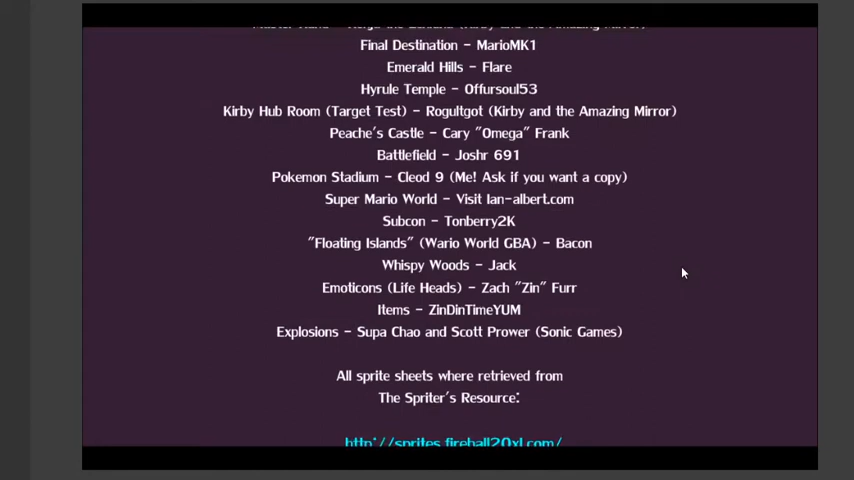 Final Destination - MarioMK1
Emerald Hills - Flare
Hyrule Temple - Offursoul53
Kirby Hub Room (Target Test) - Rogultgot (Kirby and the Amazing Mirror)
Peache's Castle - Cary "Omega" Frank
Battlefield - Joshr 691
Pokemon Stadium - Cleod 9 (Me! Ask if you want a copy)
Super Mario World - Visit Ian-albert.com
Subcon - Tonberry2K
"Floating Islands" (Wario World GBA) - Bacon
Whispy Woods - Jack
Emoticons (Life Heads) - Zach "Zin" Furr
Items - ZinDinTimeYUM
Explosions - Supa Chao and Scott Prower (Sonic Games)
All sprite sheets where retrieved from
The Spriter's Resource:
http://sprites.fireball20xl.com/